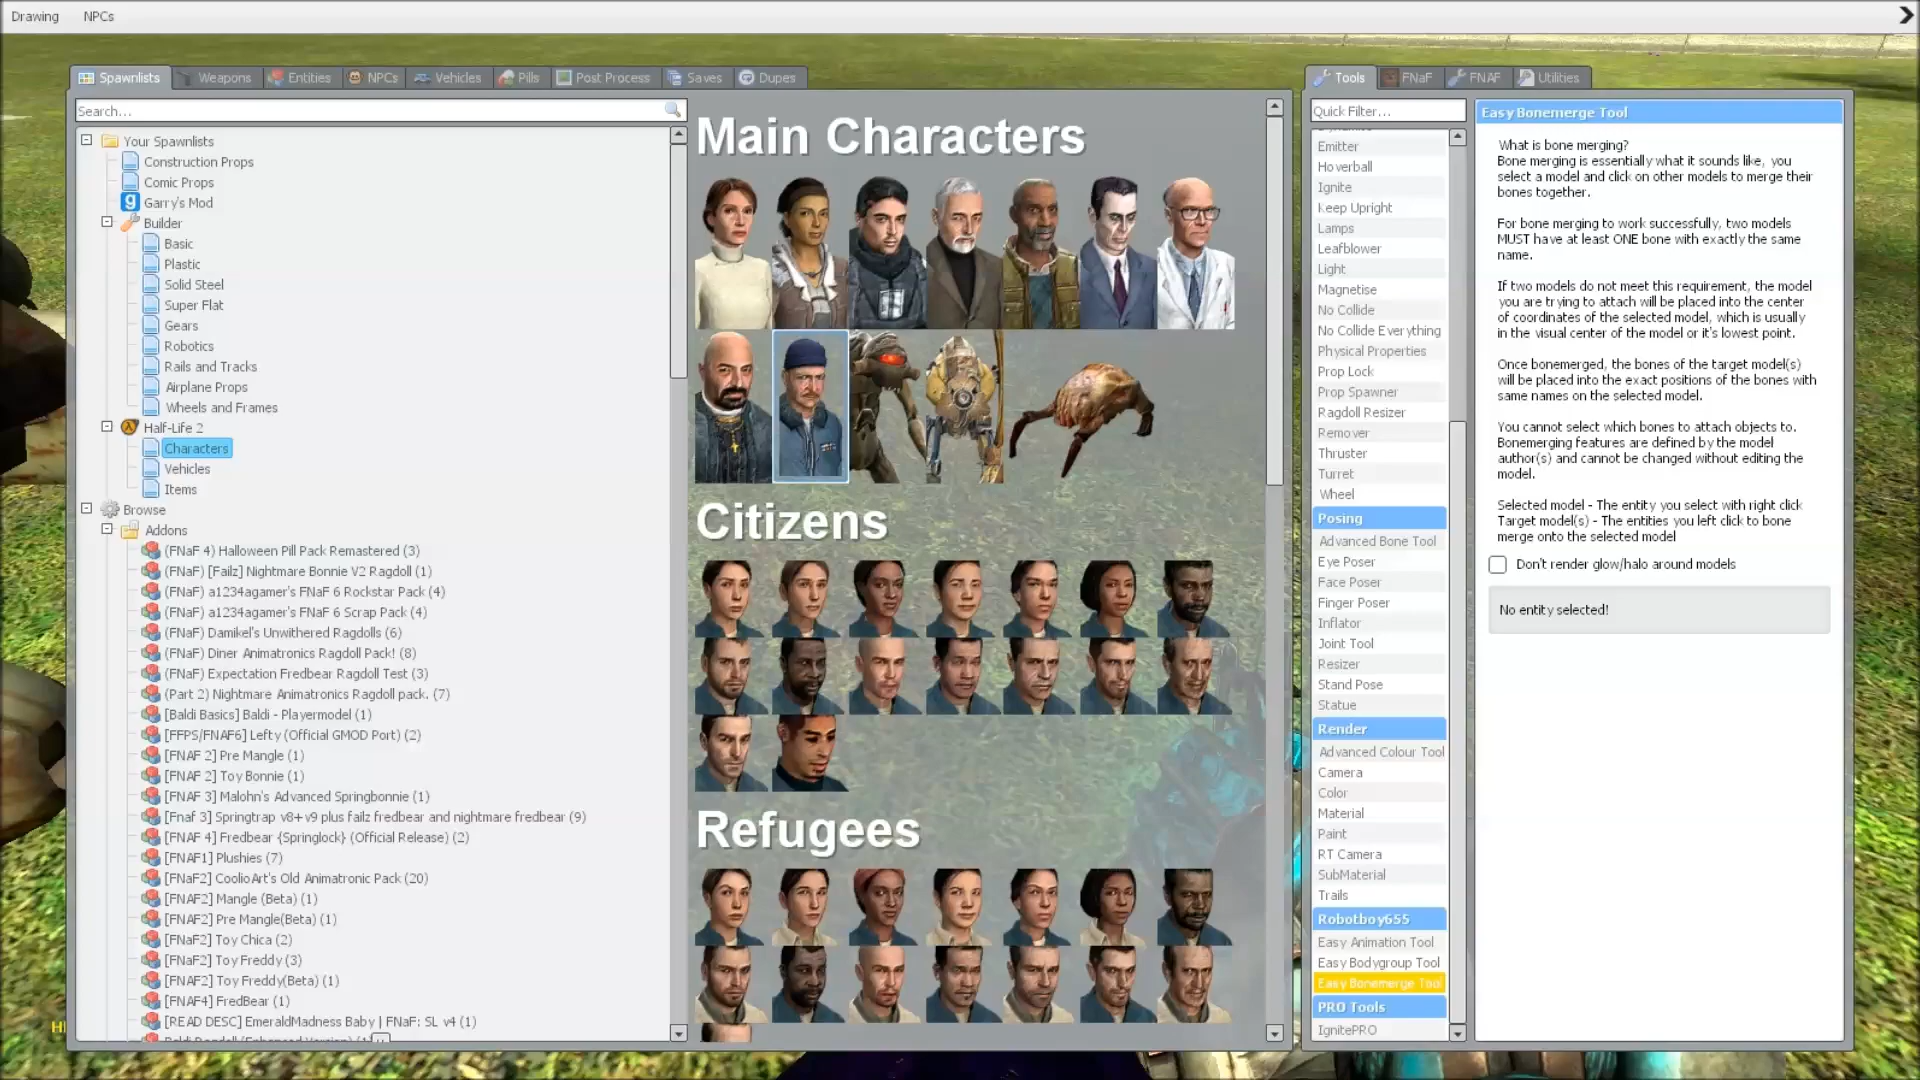 Drawing NPCs
Spawnlists Weapons Entities NPCs Vehicles Pills Post Process Saves Dupes
Search...
Your Spawnlists
Construction Props
Comic Props
Garry's Mod
Builder
Basic
Plastic
Solid Steel
Super Flat
Gears
Robotics
Rails and Tracks
Airplane Props
Wheels and Frames
Half-Life 2
Characters
Vehicles
Items
Browse
Addons
(FNaF 4) Halloween Pill Pack Remastered (3)
(FNaF) [Failz] Nightmare Bonnie V2 Ragdoll (1)
(FNaF) a1234agamer's FNaF 6 Rockstar Pack (4)
(FNaF) a1234agamer's FNaF 6 Scrap Pack (4)
(FNaF) Damikel's Unwithered Ragdolls (6)
(FNaF) Diner Animatronics Ragdoll Pack! (8)
(FNaF) Expectation Fredbear Ragdoll Test (3)
(Part 2) Nightmare Animatronics Ragdoll pack. (7)
[Baldi Basics] Baldi - Playermodel (1)
[FFPS/FNAF6] Lefty (Official GMOD Port) (2)
[FNAF 2] Pre Mangle (1)
[FNAF 2] Toy Bonnie (1)
[FNAF 3] Malohn's Advanced Springbonnie (1)
[Fnaf 3] Springtrap v8+v9 plus failz fredbear and nightmare fredbear (9)
[FNAF 4] Fredbear {Springlock} (Official Release) (2)
[FNAF1] Plushies (7)
[FNaF2] CoolioArt's Old Animatronic Pack (20)
[FNaF2] Mangle (Beta) (1)
[FNaF2] Pre Mangle(Beta) (1)
[FNaF2] Toy Chica (2)
[FNaF2] Toy Freddy (3)
[FNaF2] Toy Freddy(Beta) (1)
[FNAF4] FredBear (1)
[READ DESC] EmeraldMadness Baby | FNaF: SL v4 (1)
Main Characters
Citizens
Refugees
Tools FNaF FNAF Utilities
Quick Filter...
Emitter
Hoverball
Ignite
Keep Upright
Lamps
Leafblower
Light
Magnetise
No Collide
No Collide Everything
Physical Properties
Prop Lock
Prop Spawner
Ragdoll Resizer
Remover
Thruster
Turret
Wheel
Posing
Advanced Bone Tool
Eye Poser
Face Poser
Finger Poser
Inflator
Joint Tool
Resizer
Stand Pose
Statue
Render
Advanced Colour Tool
Camera
Color
Material
Paint
RT Camera
SubMaterial
Trails
Robotboy655
Easy Animation Tool
Easy Bodygroup Tool
Easy Bonemerge Tool
PRO Tools
IgnitePRO
Easy Bonemerge Tool
What is bone merging?
Bone merging is essentially what it sounds like, you
select a model and click on other models to merge their
bones together.
For bone merging to work successfully, two models
MUST have at least ONE bone with exactly the same
name.
If two models do not meet this requirement, the model
you are trying to attach will be placed into the center
of coordinates of the selected model, which is usually
in the visual center of the model or it's lowest point.
Once bonemerged, the bones of the target model(s)
will be placed into the exact positions of the bones with
same names on the selected model.
You cannot select which bones to attach objects to.
Bonemerging features are defined by the model
author(s) and cannot be changed without editing the
model.
Selected model - The entity you select with right click
Target model(s) - The entities you left click to bone
merge onto the selected model
Don't render glow/halo around models
No entity selected!